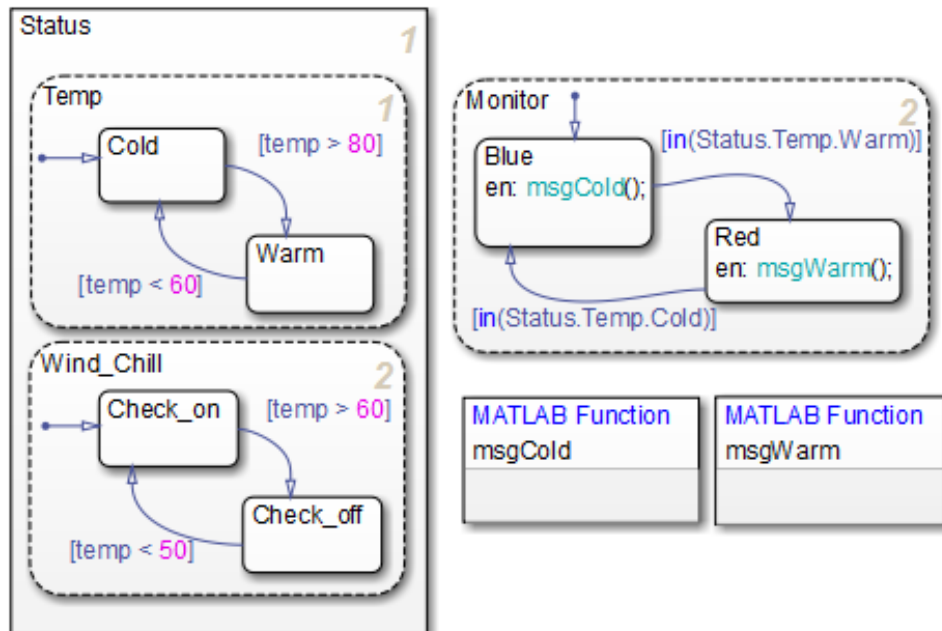 Status
1
Temp
1
Cold
[temp > 80]
Warm
[temp < 60]
Wind_Chill
2
Check_on
[temp > 60]
Check_off
[temp < 50]
Monitor
2
[in(Status.Temp.Warm)]
Blue
en: msgCold();
Red
en: msgWarm();
[in(Status.Temp.Cold)]
MATLAB Function
msgCold
MATLAB Function
msgWarm